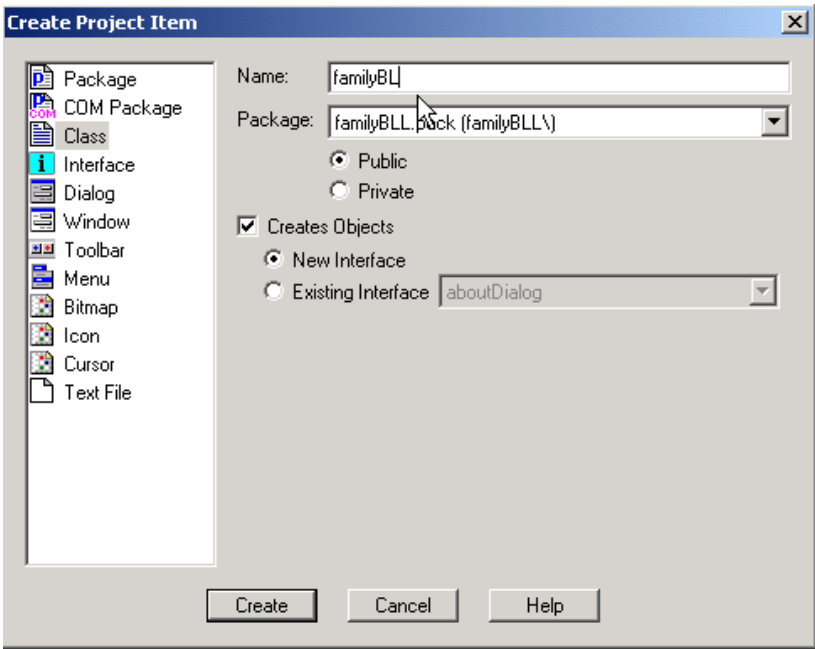 Create Project Item
Package
COM Package
Class
Interface
Dialog
Window
Toolbar
Menu
Bitmap
Icon
Cursor
Text File
Name: familyBL
Package: familyBLL.pack (familyBLL\)
Public
Private
Creates Objects
New Interface
Existing Interface aboutDialog
Create Cancel Help